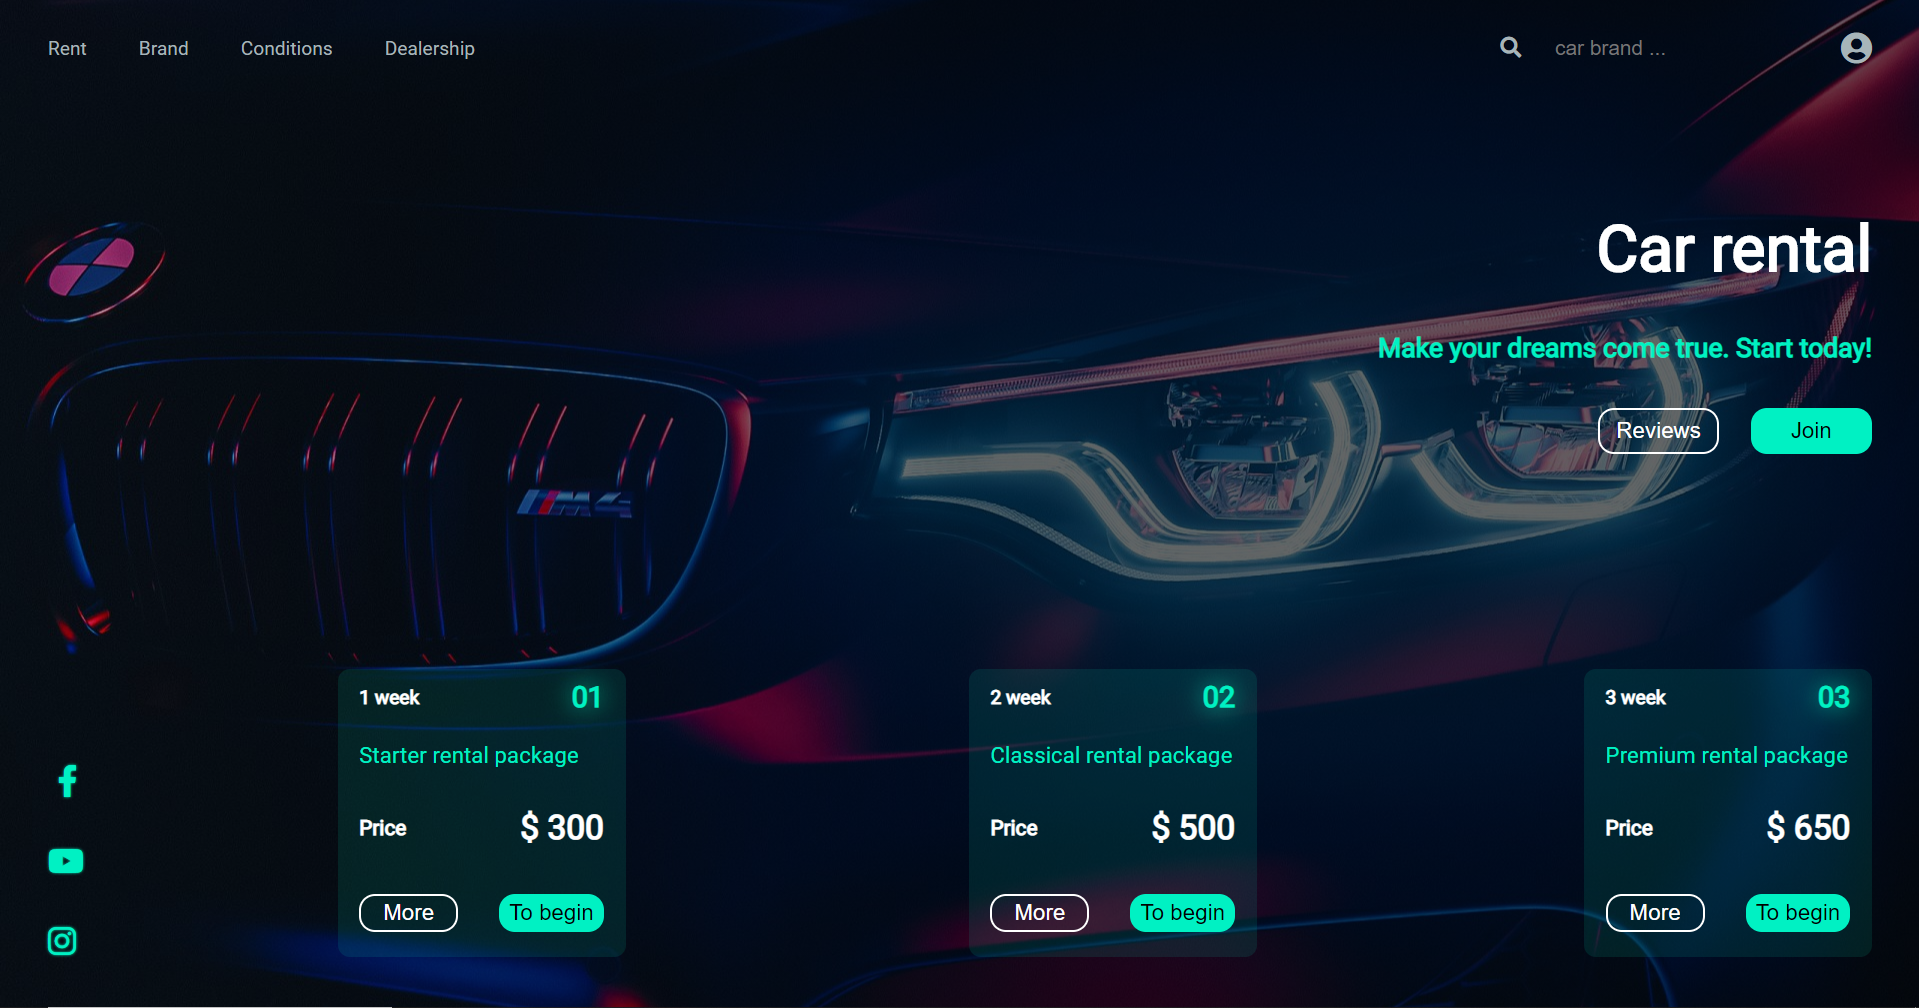 Rent Brand Conditions Dealership car brand ...
Car rental
Make your dreams come true. Start today!
Reviews Join
M4
1 week 01
Starter rental package
Price $ 300
More To begin
2 week 02
Classical rental package
Price $ 500
More To begin
3 week 03
Premium rental package
Price $ 650
More To begin